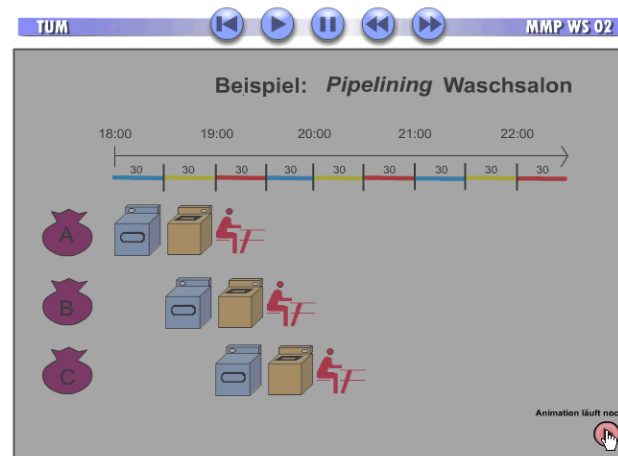 TUM
MMP WS 02
Beispiel: Pipelining Waschsalon
18:00 19:00 20:00 21:00 22:00
30 30 30 30 30 30 30 30 30
A
B
C
Animation läuft noc